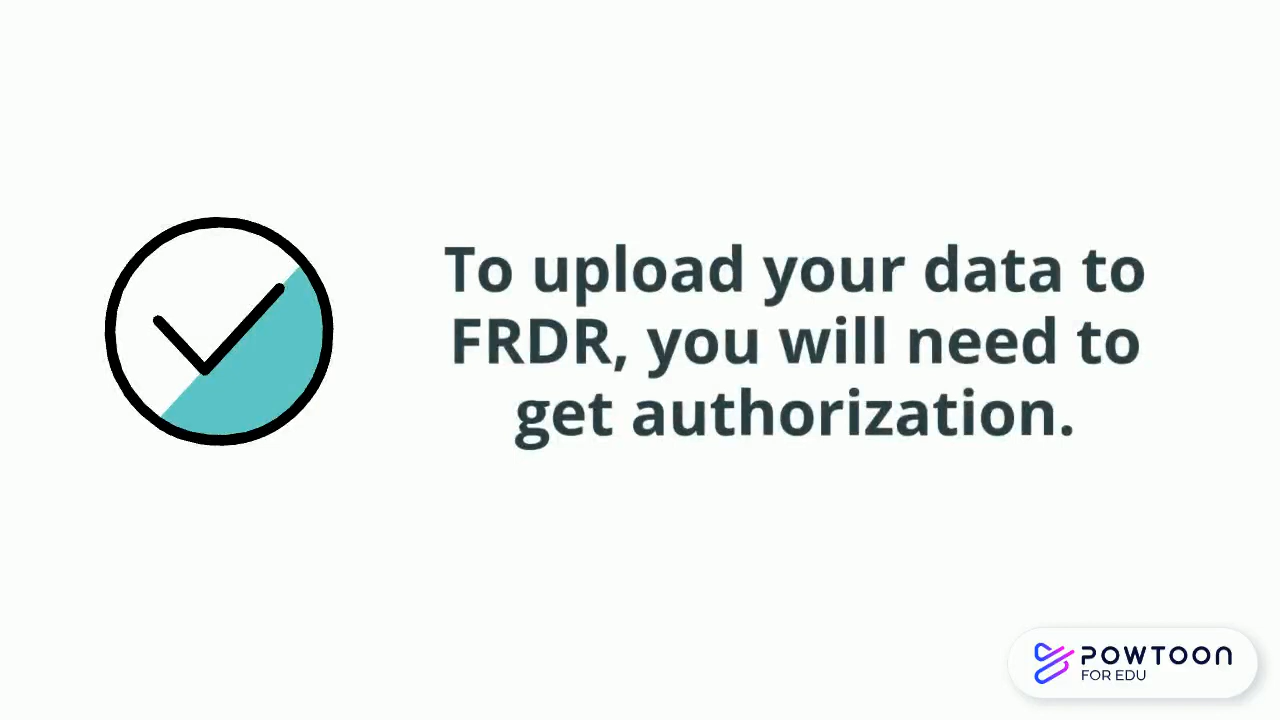 To upload your data to
FRDR, you will need to
get authorization.
POWTOON
FOR EDU